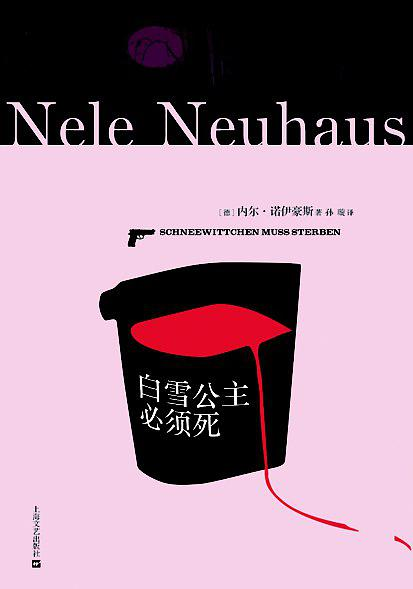 Nele Neuhaus
[德]内尔·诺伊豪斯 著 孙 璇 译
SCHNEEWITTCHEN MUSS STERBEN
白雪公主
必须死
上海文艺出版社